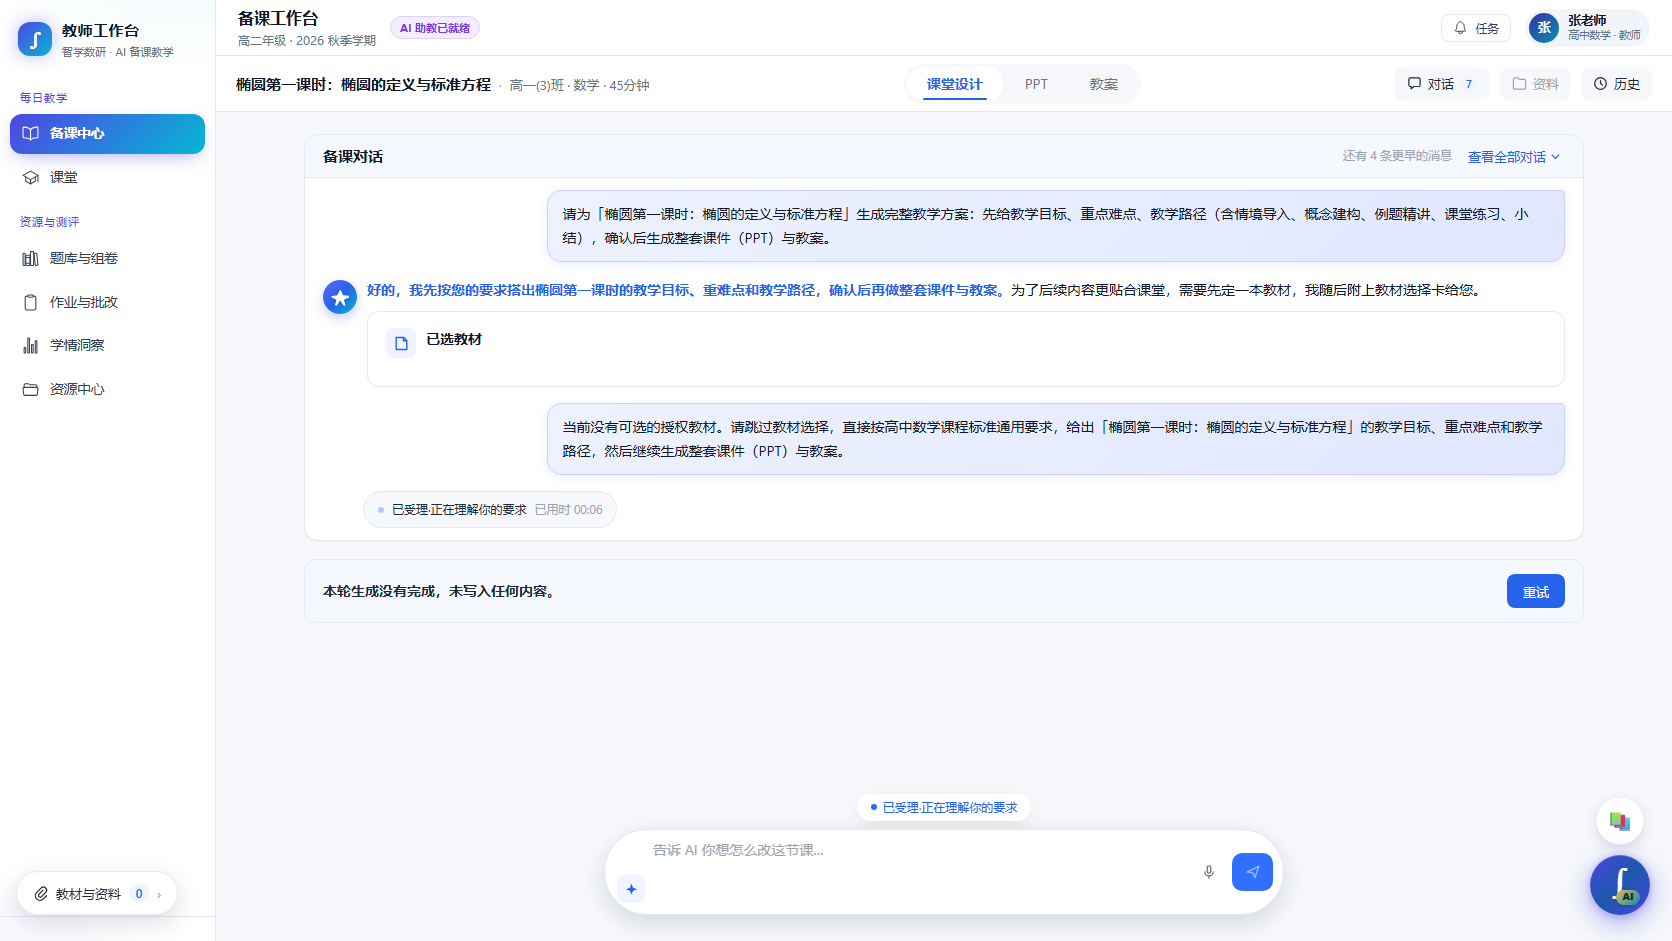 教师工作台
智学数研 · AI 备课教学
每日教学
备课中心
课堂
资源与测评
题库与组卷
作业与批改
学情洞察
资源中心
教材与资料 0 ›
备课工作台
高二年级 · 2026 秋季学期
AI 助教已就绪
任务
张
张老师
高中数学 · 教师
椭圆第一课时：椭圆的定义与标准方程 · 高一(3)班 · 数学 · 45分钟
课堂设计
PPT
教案
对话 7
资料
历史
备课对话
还有 4 条更早的消息
查看全部对话
请为「椭圆第一课时：椭圆的定义与标准方程」生成完整教学方案：先给教学目标、重点难点、教学路径（含情境导入、概念建构、例题精讲、课堂练习、小
结），确认后生成整套课件（PPT）与教案。
好的，我先按您的要求搭出椭圆第一课时的教学目标、重难点和教学路径，确认后再做整套课件与教案。为了后续内容更贴合课堂，需要先定一本教材，我随后附上教材选择卡给您。
已选教材
当前没有可选的授权教材。请跳过教材选择，直接按高中数学课程标准通用要求，给出「椭圆第一课时：椭圆的定义与标准方程」的教学目标、重点难点和教学
路径，然后继续生成整套课件（PPT）与教案。
已受理·正在理解你的要求 已用时 00:06
本轮生成没有完成，未写入任何内容。
重试
已受理·正在理解你的要求
告诉 AI 你想怎么改这节课...
AI